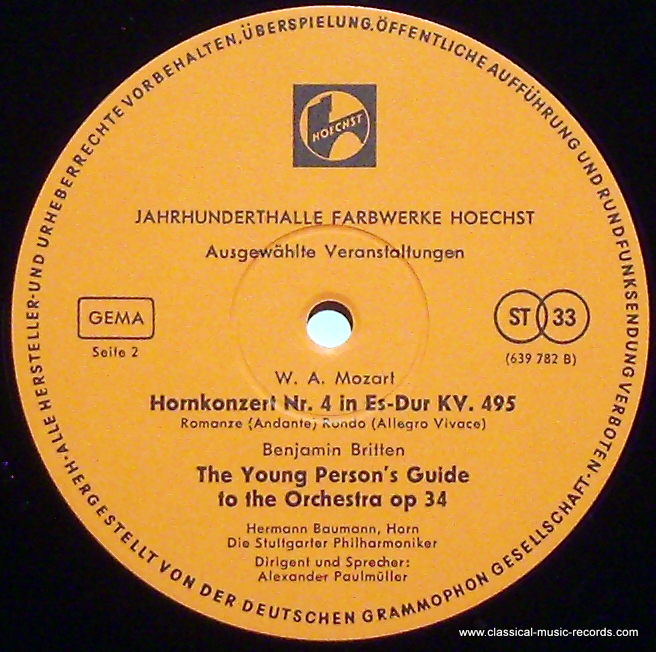 ·ALLE HERSTELLER-UND URHEBERRECHTE VORBEHALTEN. ÜBERSPIELUNG. ÖFFENTLICHE AUFFÜHRUNG UND RUNDFUNKSENDUNG VERBOTEN·
HOECHST
JAHRHUNDERTHALLE FARBWERKE HOECHST
Ausgewählte Veranstaltungen
GEMA
Seite 2
ST 33
(639 782 B)
W. A. Mozart
Hornkonzert Nr. 4 in Es-Dur KV. 495
Romanze (Andante) Rondo (Allegro Vivace)
Benjamin Britten
The Young Person's Guide
to the Orchestra op 34
Hermann Baumann, Horn
Die Stuttgarter Philharmoniker
Dirigent und Sprecher:
Alexander Paulmüller
HERGESTELLT VON DER DEUTSCHEN GRAMMOPHON GESELLSCHAFT·N
www.classical-music-records.com